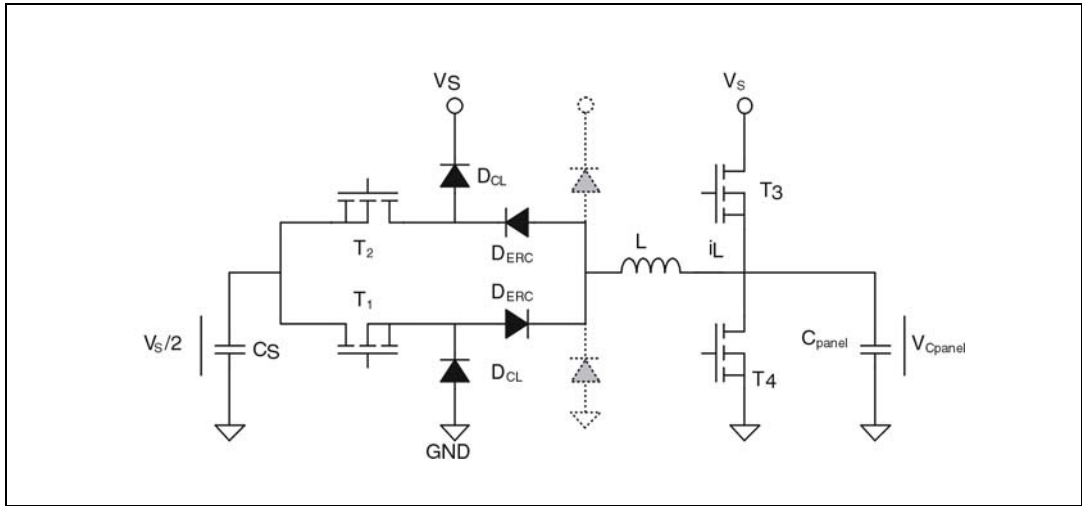 VS
VS
DCL
T3
T2
DERC
L
iL
DERC
T1
VS/2
CS
DCL
Cpanel
VCpanel
T4
GND